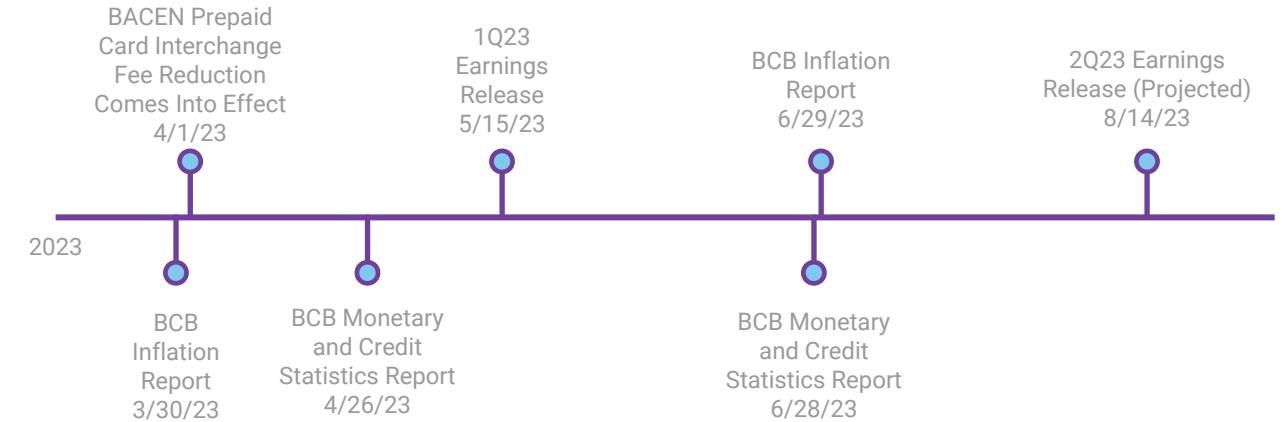 BACEN Prepaid
Card Interchange
Fee Reduction
Comes Into Effect
4/1/23
1Q23
Earnings
Release
5/15/23
BCB Inflation
Report
6/29/23
2Q23 Earnings
Release (Projected)
8/14/23
2023
BCB
Inflation
Report
3/30/23
BCB Monetary
and Credit
Statistics Report
4/26/23
BCB Monetary
and Credit
Statistics Report
6/28/23